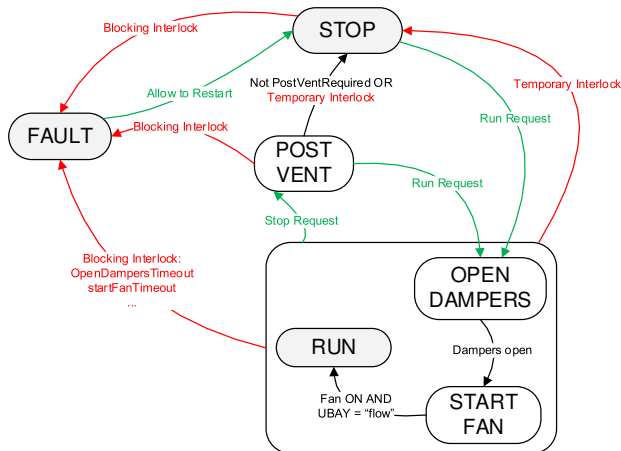 STOP
Blocking Interlock
Allow to Restart
Not PostVentRequired OR
Temporary Interlock
Temporary Interlock
Run Request
FAULT
Blocking Interlock
POST
VENT
Run Request
Stop Request
Blocking Interlock:
OpenDampersTimeout
startFanTimeout
...
OPEN
DAMPERS
RUN
Dampers open
Fan ON AND
UBAY = “flow”
START
FAN